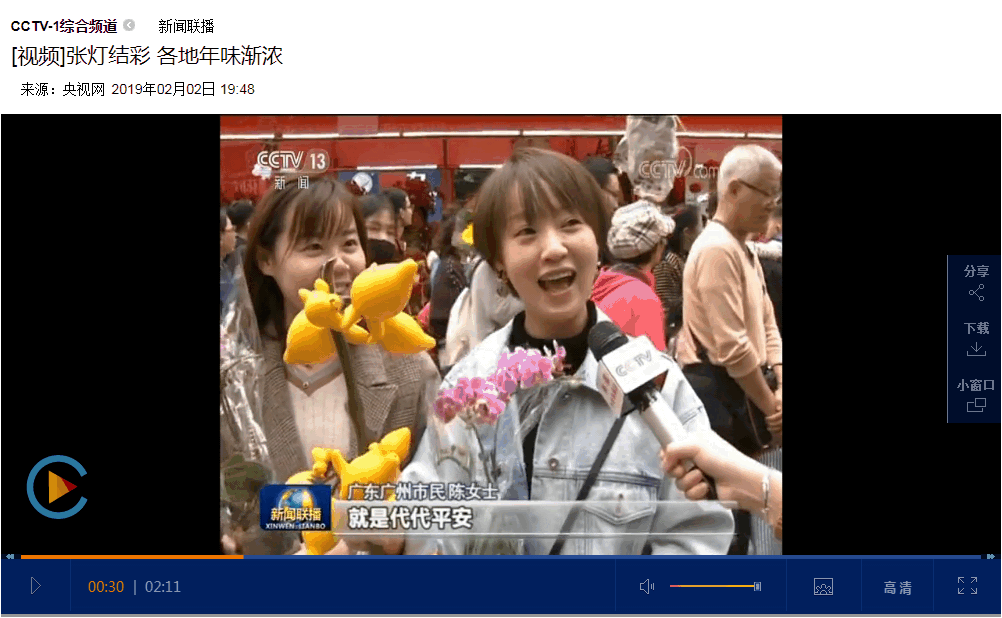 CCTV-1综合频道 新闻联播
[视频]张灯结彩 各地年味渐浓
来源：央视网 2019年02月02日 19:48
CCTV 13
新闻
CCTV.com
分享
下载
小窗口
CCTV
广东广州市民 陈女士
新闻联播
XINWEN LIANBO
就是代代平安
00:30 | 02:11
高清